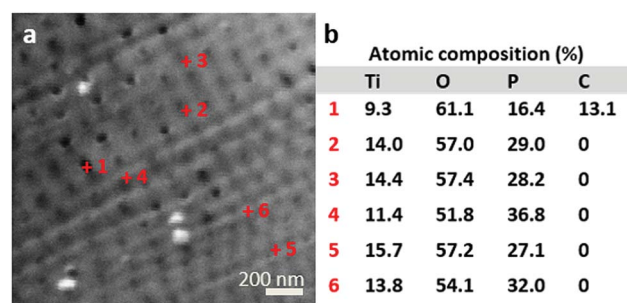 a
+ 3
+ 2
+ 1
+ 4
+ 6
+ 5
200 nm
b
Atomic composition (%)
Ti O P C
1 9.3 61.1 16.4 13.1
2 14.0 57.0 29.0 0
3 14.4 57.4 28.2 0
4 11.4 51.8 36.8 0
5 15.7 57.2 27.1 0
6 13.8 54.1 32.0 0